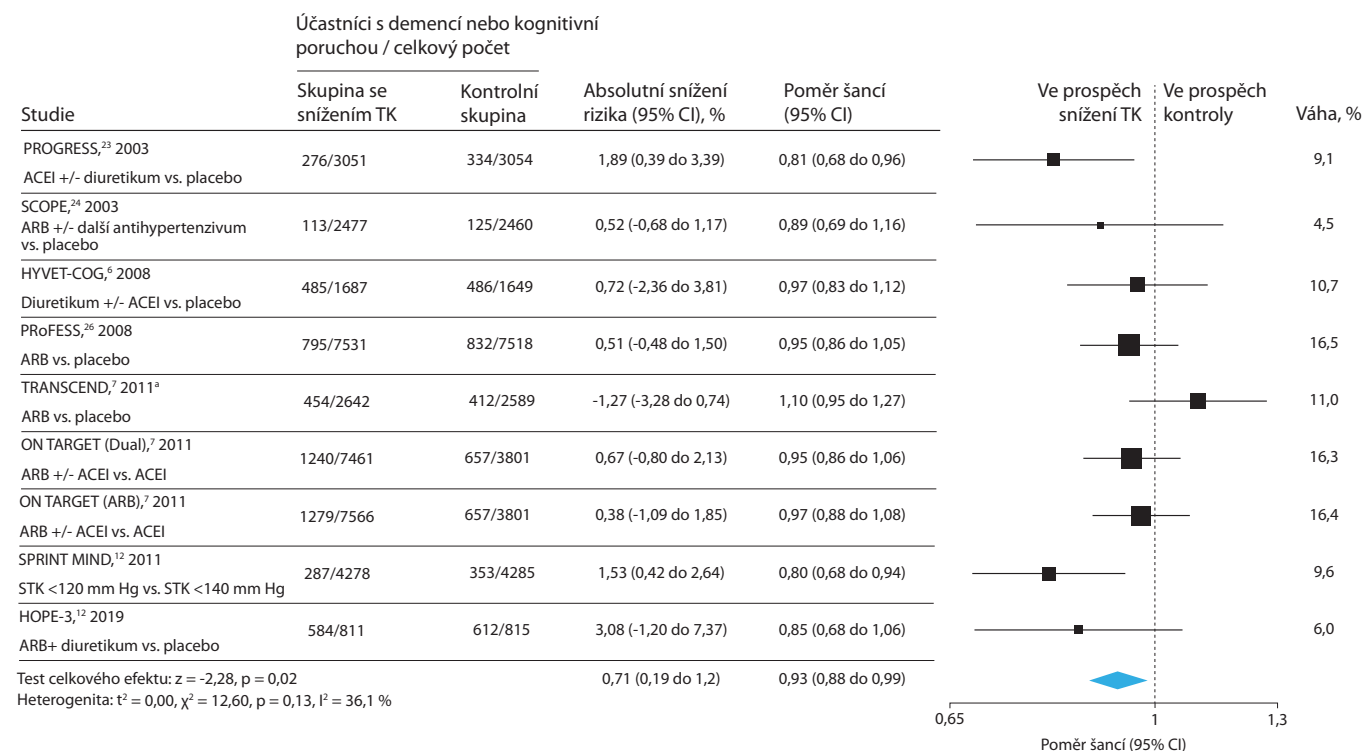 Účastníci s demencí nebo kognitivní
poruchou / celkový počet
Studie
Skupina se
snížením TK
Kontrolní
skupina
Absolutní snížení
rizika (95% CI), %
Poměr šancí
(95% CI)
Ve prospěch
snížení TK
Ve prospěch
kontroly
Váha, %
PROGRESS,²³ 2003
ACEI +/- diuretikum vs. placebo
276/3051 334/3054 1,89 (0,39 do 3,39) 0,81 (0,68 do 0,96) 9,1
SCOPE,²⁴ 2003
ARB +/- další antihypertenzivum
vs. placebo
113/2477 125/2460 0,52 (-0,68 do 1,17) 0,89 (0,69 do 1,16) 4,5
HYVET-COG,⁶ 2008
Diuretikum +/- ACEI vs. placebo
485/1687 486/1649 0,72 (-2,36 do 3,81) 0,97 (0,83 do 1,12) 10,7
PRoFESS,²⁶ 2008
ARB vs. placebo
795/7531 832/7518 0,51 (-0,48 do 1,50) 0,95 (0,86 do 1,05) 16,5
TRANSCEND,⁷ 2011ᵃ
ARB vs. placebo
454/2642 412/2589 -1,27 (-3,28 do 0,74) 1,10 (0,95 do 1,27) 11,0
ON TARGET (Dual),⁷ 2011
ARB +/- ACEI vs. ACEI
1240/7461 657/3801 0,67 (-0,80 do 2,13) 0,95 (0,86 do 1,06) 16,3
ON TARGET (ARB),⁷ 2011
ARB +/- ACEI vs. ACEI
1279/7566 657/3801 0,38 (-1,09 do 1,85) 0,97 (0,88 do 1,08) 16,4
SPRINT MIND,¹² 2011
STK <120 mm Hg vs. STK <140 mm Hg
287/4278 353/4285 1,53 (0,42 do 2,64) 0,80 (0,68 do 0,94) 9,6
HOPE-3,¹² 2019
ARB+ diuretikum vs. placebo
584/811 612/815 3,08 (-1,20 do 7,37) 0,85 (0,68 do 1,06) 6,0
Test celkového efektu: z = -2,28, p = 0,02 0,71 (0,19 do 1,2) 0,93 (0,88 do 0,99)
Heterogenita: t² = 0,00, χ² = 12,60, p = 0,13, I² = 36,1 %
0,65 1 1,3
Poměr šancí (95% CI)